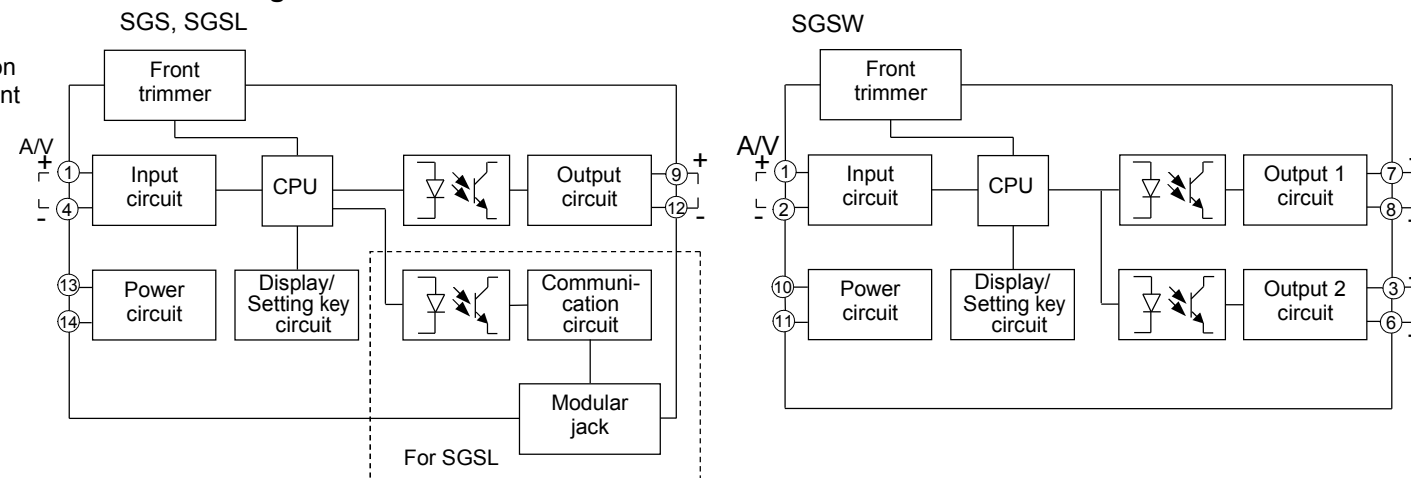 SGS, SGSL
Front
trimmer
A/V
+
1
4
-
Input
circuit
CPU
Output
circuit
9
+
12
-
13
14
Power
circuit
Display/
Setting key
circuit
Communi-
cation
circuit
Modular
jack
For SGSL
SGSW
Front
trimmer
A/V
+
1
2
-
Input
circuit
CPU
Output 1
circuit
7
8
10
11
Power
circuit
Display/
Setting key
circuit
Output 2
circuit
3
6